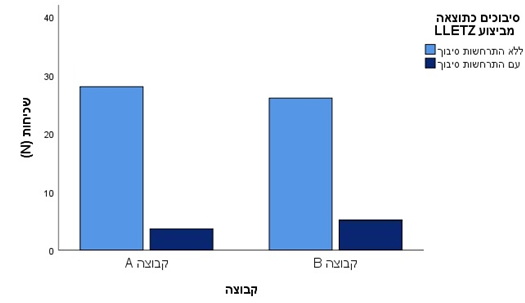 סיבוכים כתוצאה
מביצוע LLETZ
ללא התרחשות סיבוך
עם התרחשות סיבוך
שכיחות (N)
40
30
20
10
0
קבוצה A
קבוצה B
קבוצה